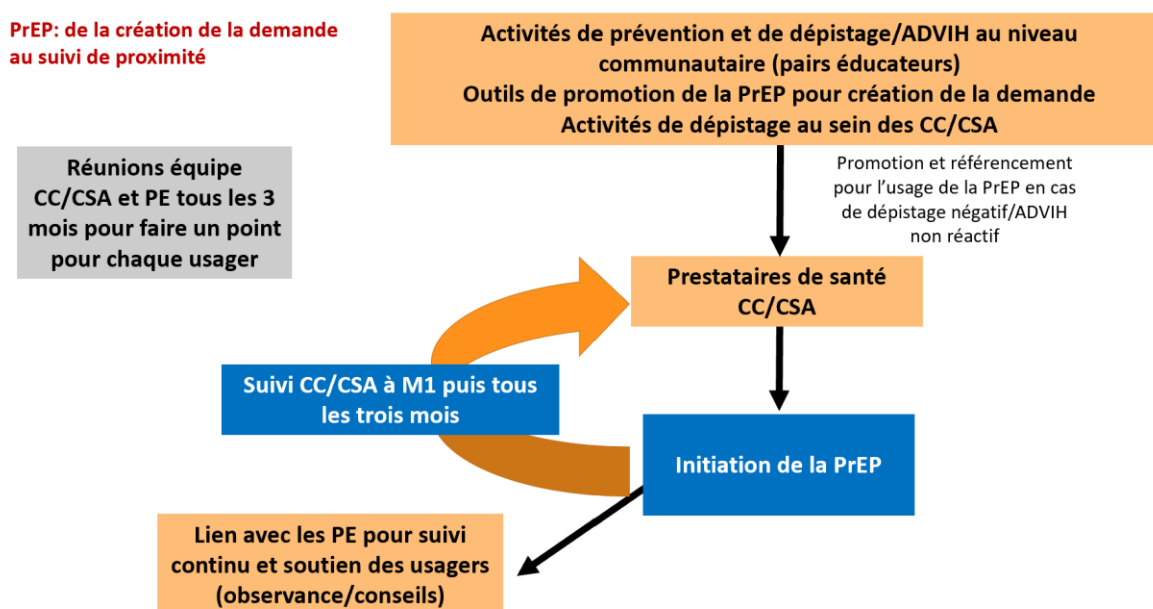 PrEP: de la création de la demande
au suivi de proximité
Activités de prévention et de dépistage/ADVIH au niveau
communautaire (pairs éducateurs)
Outils de promotion de la PrEP pour création de la demande
Activités de dépistage au sein des CC/CSA
Réunions équipe
CC/CSA et PE tous les 3
mois pour faire un point
pour chaque usager
Promotion et référencement
pour l’usage de la PrEP en cas
de dépistage négatif/ADVIH
non réactif
Prestataires de santé
CC/CSA
Suivi CC/CSA à M1 puis tous
les trois mois
Initiation de la PrEP
Lien avec les PE pour suivi
continu et soutien des usagers
(observance/conseils)